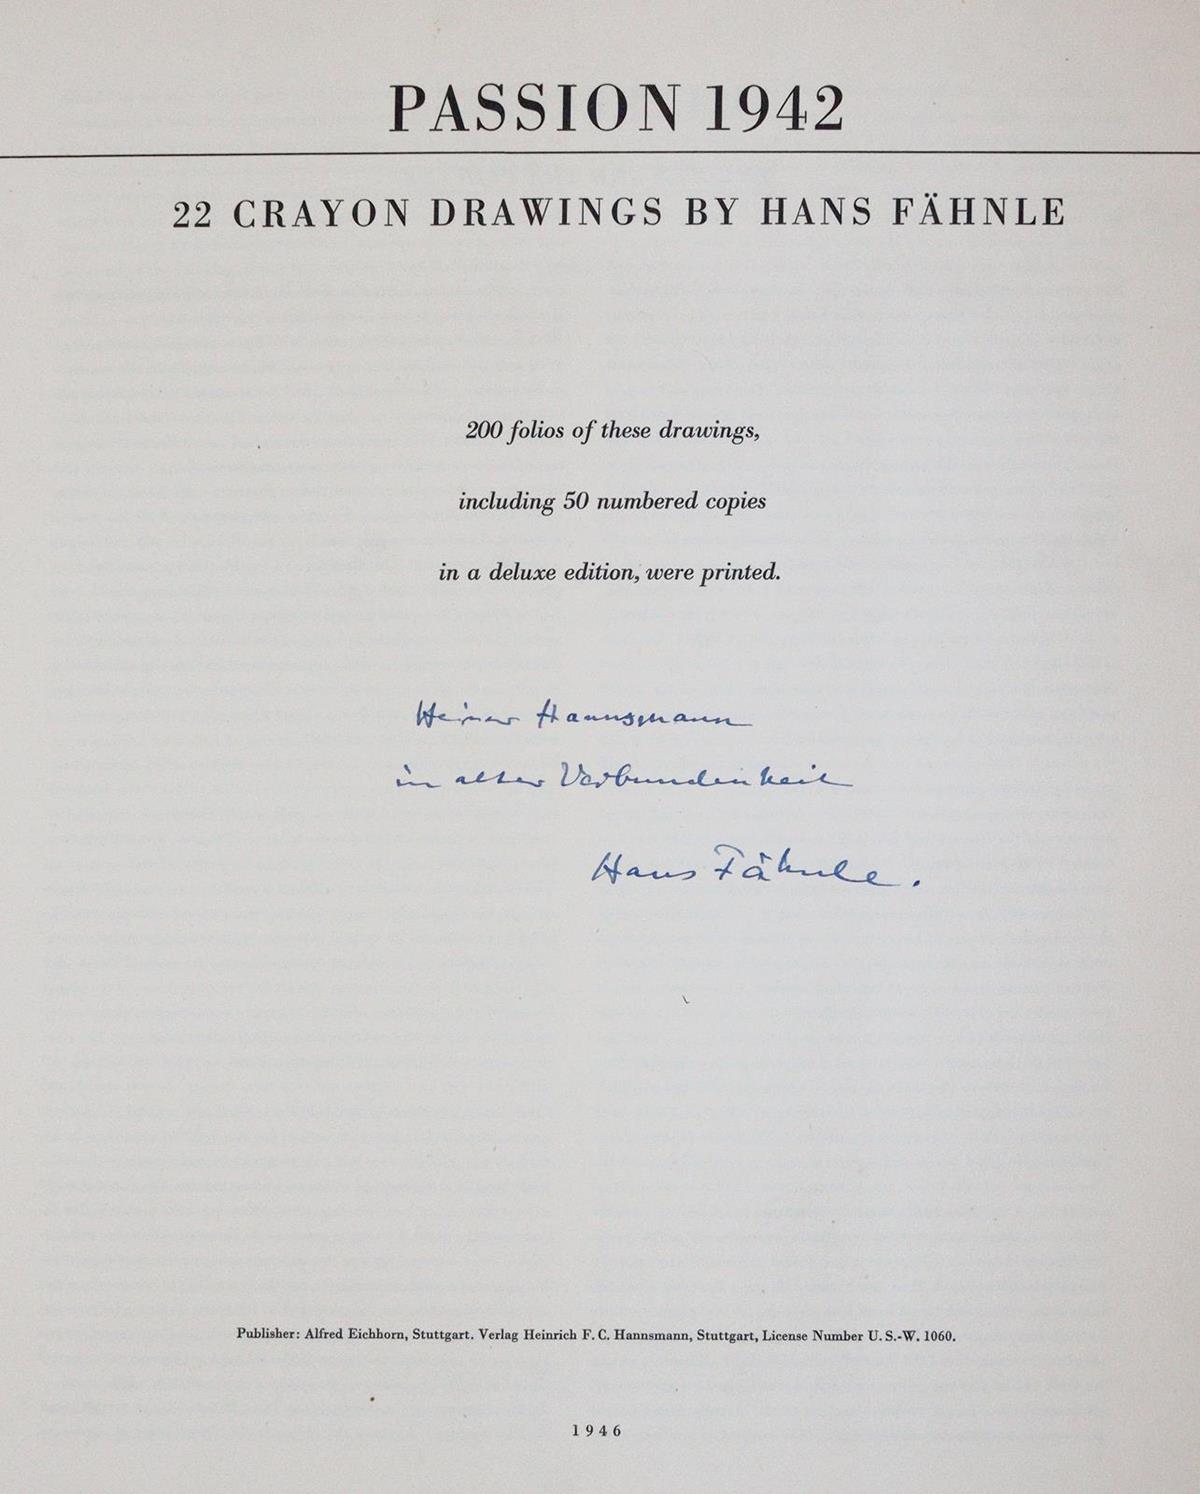 PASSION 1942
22 CRAYON DRAWINGS BY HANS FÄHNLE
200 folios of these drawings,
including 50 numbered copies
in a deluxe edition, were printed.
Heiner Hannsmann
in alter Verbundenheit
Hans Fähnle.
Publisher: Alfred Eichhorn, Stuttgart. Verlag Heinrich F. C. Hannsmann, Stuttgart, License Number U. S.-W. 1060.
1946